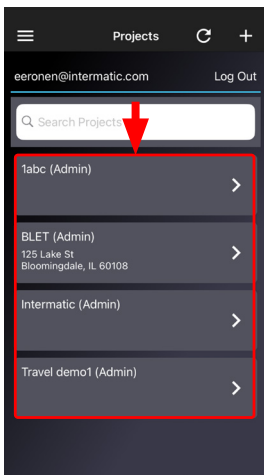 Projects
eeronen@intermatic.com Log Out
Search Projects
1abc (Admin)
BLET (Admin)
125 Lake St
Bloomingdale, IL 60108
Intermatic (Admin)
Travel demo1 (Admin)